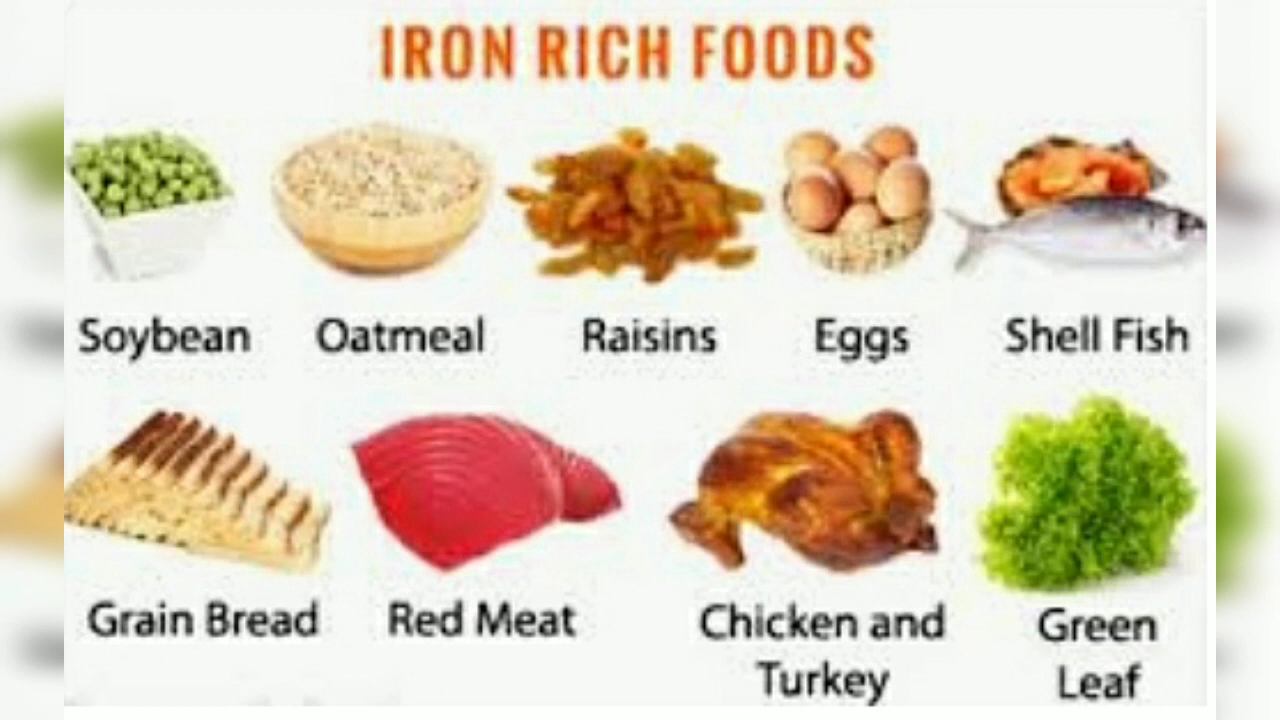 IRON RICH FOODS
Soybean
Oatmeal
Raisins
Eggs
Shell Fish
Grain Bread
Red Meat
Chicken and
Turkey
Green
Leaf